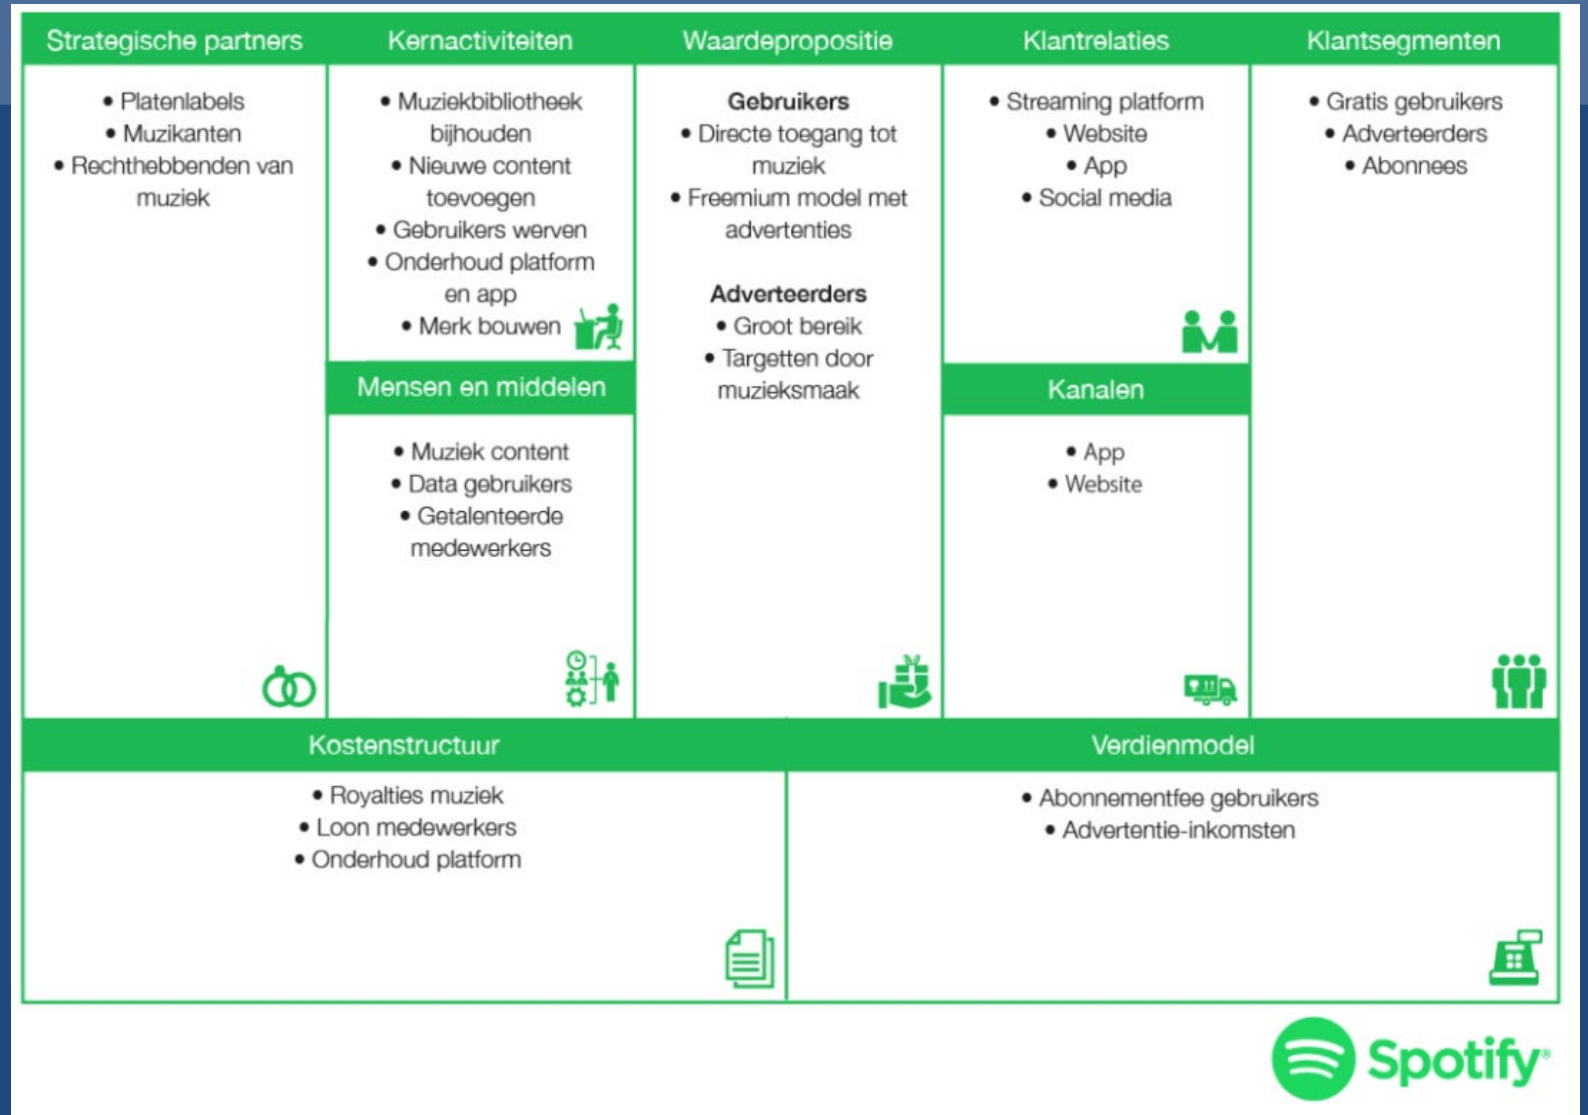 Strategische partners
• Platenlabels
• Muzikanten
• Rechthebbenden van
muziek
Kernactiviteiten
• Muziekbibliotheek
bijhouden
• Nieuwe content
toevoegen
• Gebruikers werven
• Onderhoud platform
en app
• Merk bouwen
Mensen en middelen
• Muziek content
• Data gebruikers
• Getalenteerde
medewerkers
Waardepropositie
Gebruikers
• Directe toegang tot
muziek
• Freemium model met
advertenties
Adverteerders
• Groot bereik
• Targetten door
muzieksmaak
Klantrelaties
• Streaming platform
• Website
• App
• Social media
Kanalen
• App
• Website
Klantsegmenten
• Gratis gebruikers
• Adverteerders
• Abonnees
Kostenstructuur
• Royalties muziek
• Loon medewerkers
• Onderhoud platform
Verdienmodel
• Abonnementfee gebruikers
• Advertentie-inkomsten
Spotify®